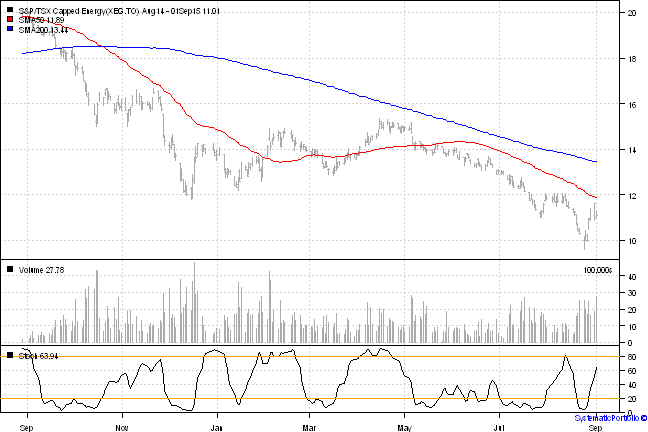 S&P/TSX Capped Energy(XEG.TO) Aug14 - 01Sep15 11.01
SMA50 11.89
SMA200 13.44
20
18
16
14
12
10
Volume 27.78
100,000s
40
30
20
10
0
Stoch 63.94
80
60
40
20
0
SystematicPortfolio ©
Sep
Nov
Jan
Mar
May
Jul
Sep